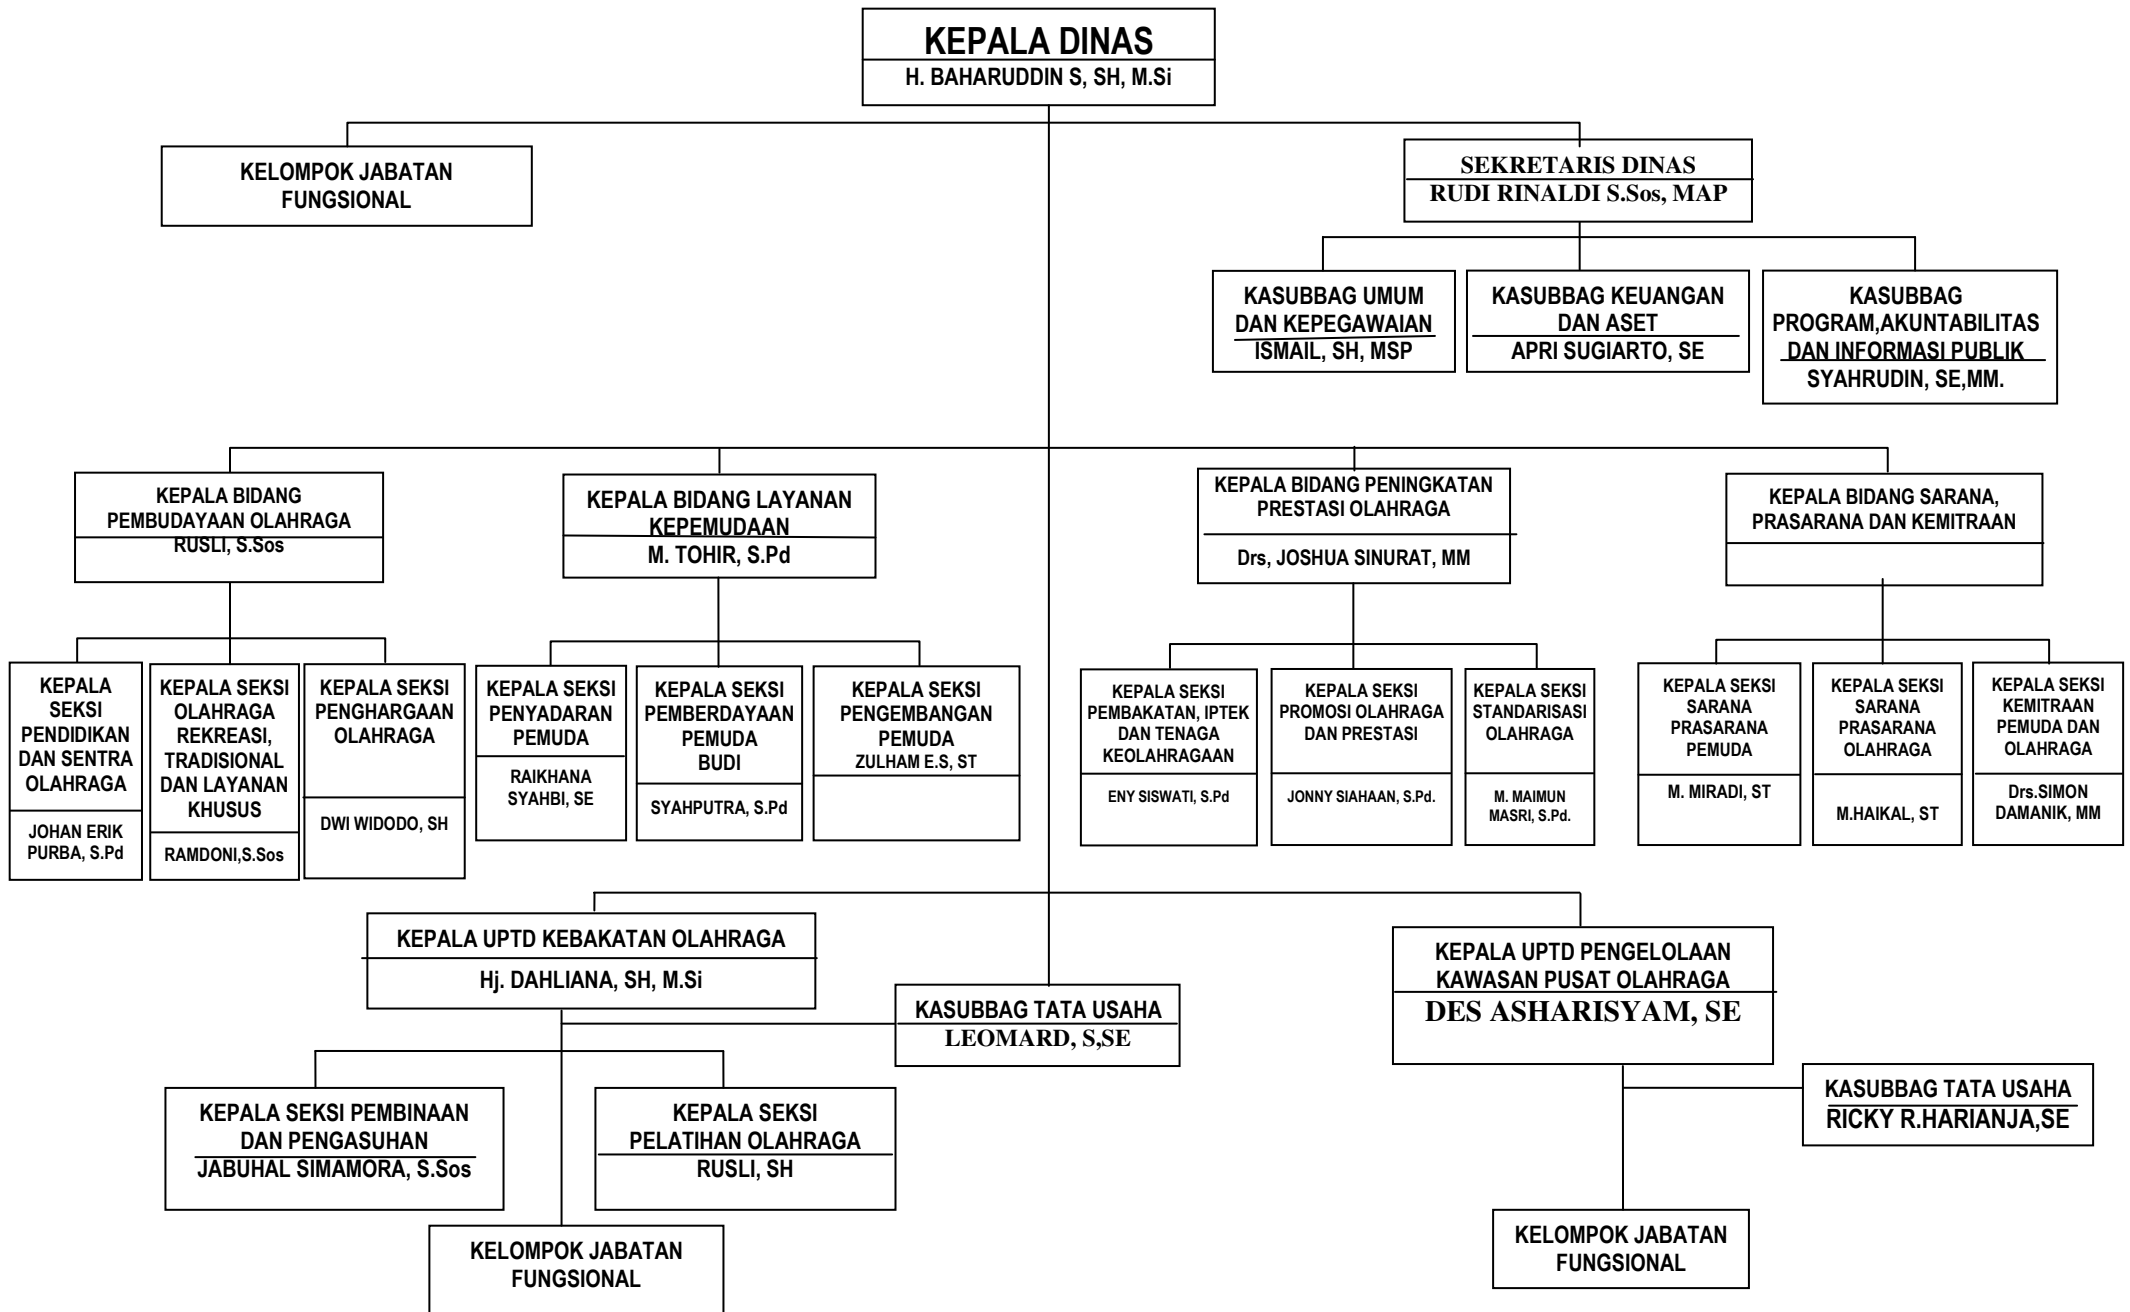 KEPALA DINAS
H. BAHARUDDIN S, SH, M.Si
KELOMPOK JABATAN
FUNGSIONAL
SEKRETARIS DINAS
RUDI RINALDI S.Sos, MAP
KASUBBAG UMUM
DAN KEPEGAWAIAN
ISMAIL, SH, MSP
KASUBBAG KEUANGAN
DAN ASET
APRI SUGIARTO, SE
KASUBBAG
PROGRAM,AKUNTABILITAS
DAN INFORMASI PUBLIK
SYAHRUDIN, SE,MM.
KEPALA BIDANG
PEMBUDAYAAN OLAHRAGA
RUSLI, S.Sos
KEPALA BIDANG LAYANAN
KEPEMUDAAN
M. TOHIR, S.Pd
KEPALA BIDANG PENINGKATAN
PRESTASI OLAHRAGA
Drs, JOSHUA SINURAT, MM
KEPALA BIDANG SARANA,
PRASARANA DAN KEMITRAAN
KEPALA
SEKSI
PENDIDIKAN
DAN SENTRA
OLAHRAGA
JOHAN ERIK
PURBA, S.Pd
KEPALA SEKSI
OLAHRAGA
REKREASI,
TRADISIONAL
DAN LAYANAN
KHUSUS
RAMDONI,S.Sos
KEPALA SEKSI
PENGHARGAAN
OLAHRAGA
DWI WIDODO, SH
KEPALA SEKSI
PENYADARAN
PEMUDA
RAIKHANA
SYAHBI, SE
KEPALA SEKSI
PEMBERDAYAAN
PEMUDA
BUDI
SYAHPUTRA, S.Pd
KEPALA SEKSI
PENGEMBANGAN
PEMUDA
ZULHAM E.S, ST
KEPALA SEKSI
PEMBAKATAN, IPTEK
DAN TENAGA
KEOLAHRAGAAN
ENY SISWATI, S.Pd
KEPALA SEKSI
PROMOSI OLAHRAGA
DAN PRESTASI
JONNY SIAHAAN, S.Pd.
KEPALA SEKSI
STANDARISASI
OLAHRAGA
M. MAIMUN
MASRI, S.Pd.
KEPALA SEKSI
SARANA
PRASARANA
PEMUDA
M. MIRADI, ST
KEPALA SEKSI
SARANA
PRASARANA
OLAHRAGA
M.HAIKAL, ST
KEPALA SEKSI
KEMITRAAN
PEMUDA DAN
OLAHRAGA
Drs.SIMON
DAMANIK, MM
KEPALA UPTD KEBAKATAN OLAHRAGA
Hj. DAHLIANA, SH, M.Si
KASUBBAG TATA USAHA
LEOMARD, S,SE
KEPALA UPTD PENGELOLAAN
KAWASAN PUSAT OLAHRAGA
DES ASHARISYAM, SE
KASUBBAG TATA USAHA
RICKY R.HARIANJA,SE
KEPALA SEKSI PEMBINAAN
DAN PENGASUHAN
JABUHAL SIMAMORA, S.Sos
KEPALA SEKSI
PELATIHAN OLAHRAGA
RUSLI, SH
KELOMPOK JABATAN
FUNGSIONAL
KELOMPOK JABATAN
FUNGSIONAL